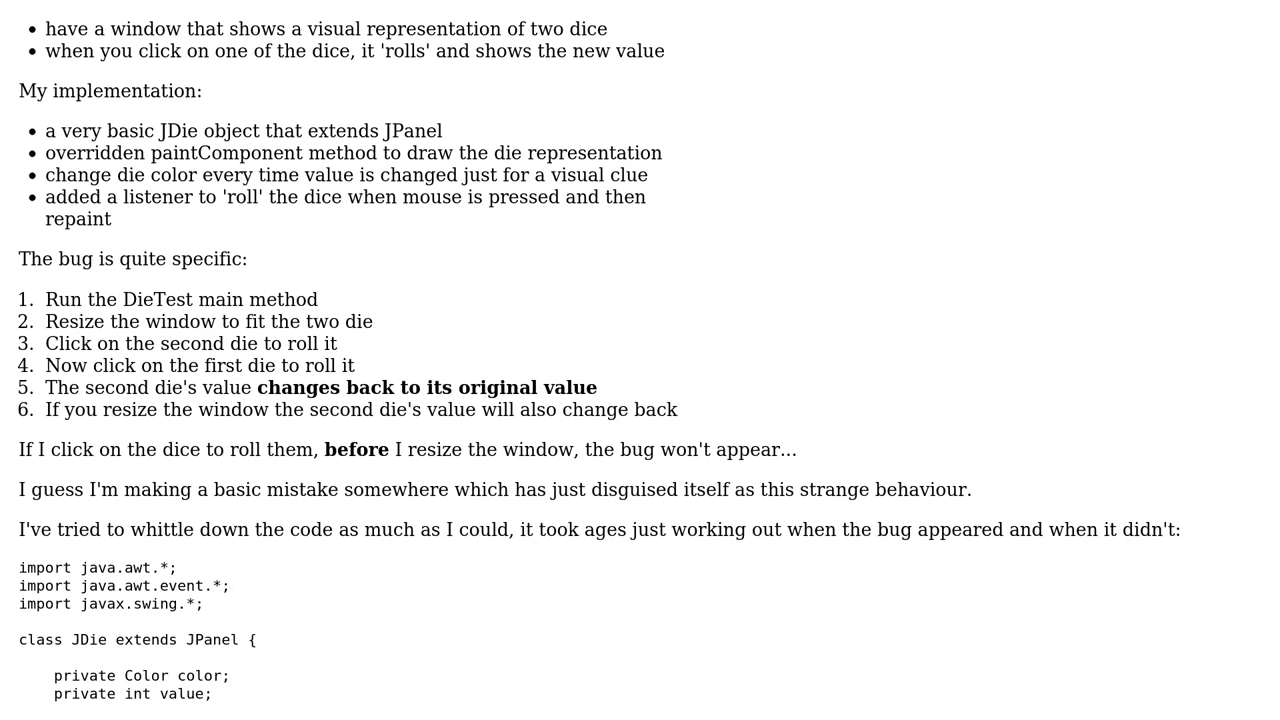 • have a window that shows a visual representation of two dice
• when you click on one of the dice, it 'rolls' and shows the new value
My implementation:
• a very basic JDie object that extends JPanel
• overridden paintComponent method to draw the die representation
• change die color every time value is changed just for a visual clue
• added a listener to 'roll' the dice when mouse is pressed and then
repaint
The bug is quite specific:
1. Run the DieTest main method
2. Resize the window to fit the two die
3. Click on the second die to roll it
4. Now click on the first die to roll it
5. The second die's value changes back to its original value
6. If you resize the window the second die's value will also change back
If I click on the dice to roll them, before I resize the window, the bug won't appear...
I guess I'm making a basic mistake somewhere which has just disguised itself as this strange behaviour.
I've tried to whittle down the code as much as I could, it took ages just working out when the bug appeared and when it didn't:
import java.awt.*;
import java.awt.event.*;
import javax.swing.*;
class JDie extends JPanel {
    private Color color;
    private int value;